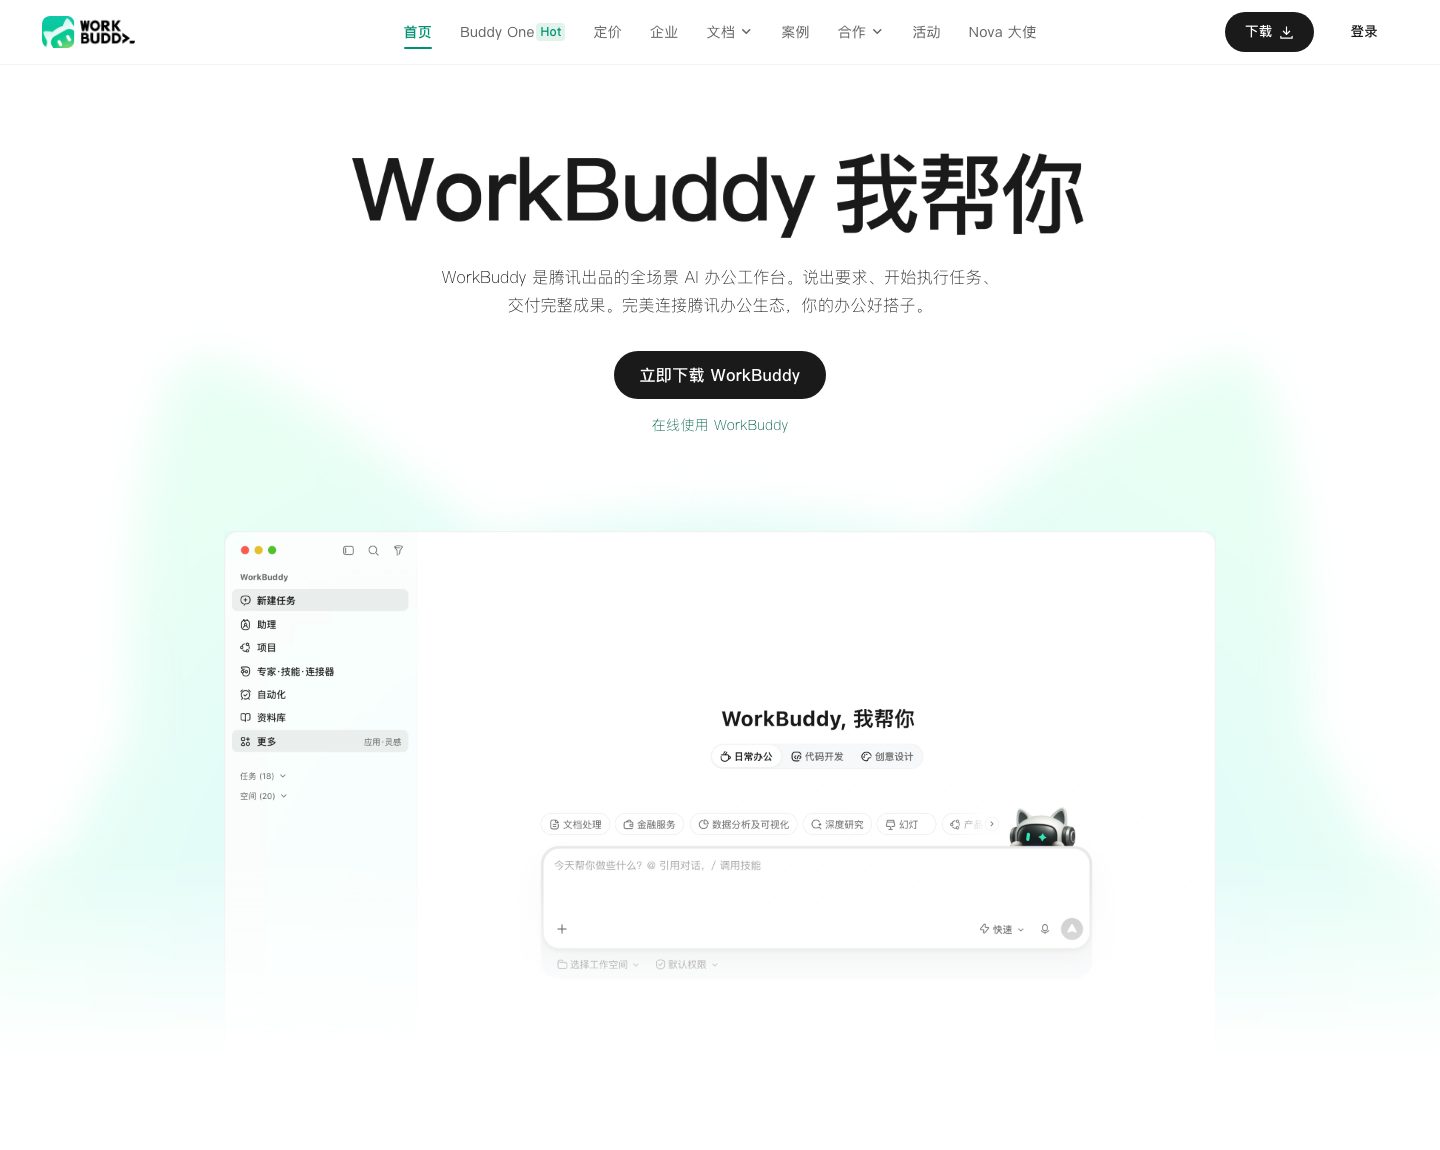 WORK
BUDD>_
首页
Buddy One Hot
定价
企业
文档
案例
合作
活动
Nova 大使
下载
登录
WorkBuddy 我帮你
WorkBuddy 是腾讯出品的全场景 AI 办公工作台。说出要求、开始执行任务、
交付完整成果。完美连接腾讯办公生态，你的办公好搭子。
立即下载 WorkBuddy
在线使用 WorkBuddy
WorkBuddy
新建任务
助理
项目
专家·技能·连接器
自动化
资料库
更多 应用·灵感
任务 (18)
空间 (20)
WorkBuddy, 我帮你
日常办公 代码开发 创意设计
文档处理 金融服务 数据分析及可视化 深度研究 幻灯 产品
今天帮你做些什么？@ 引用对话，/ 调用技能
快速
选择工作空间 默认权限